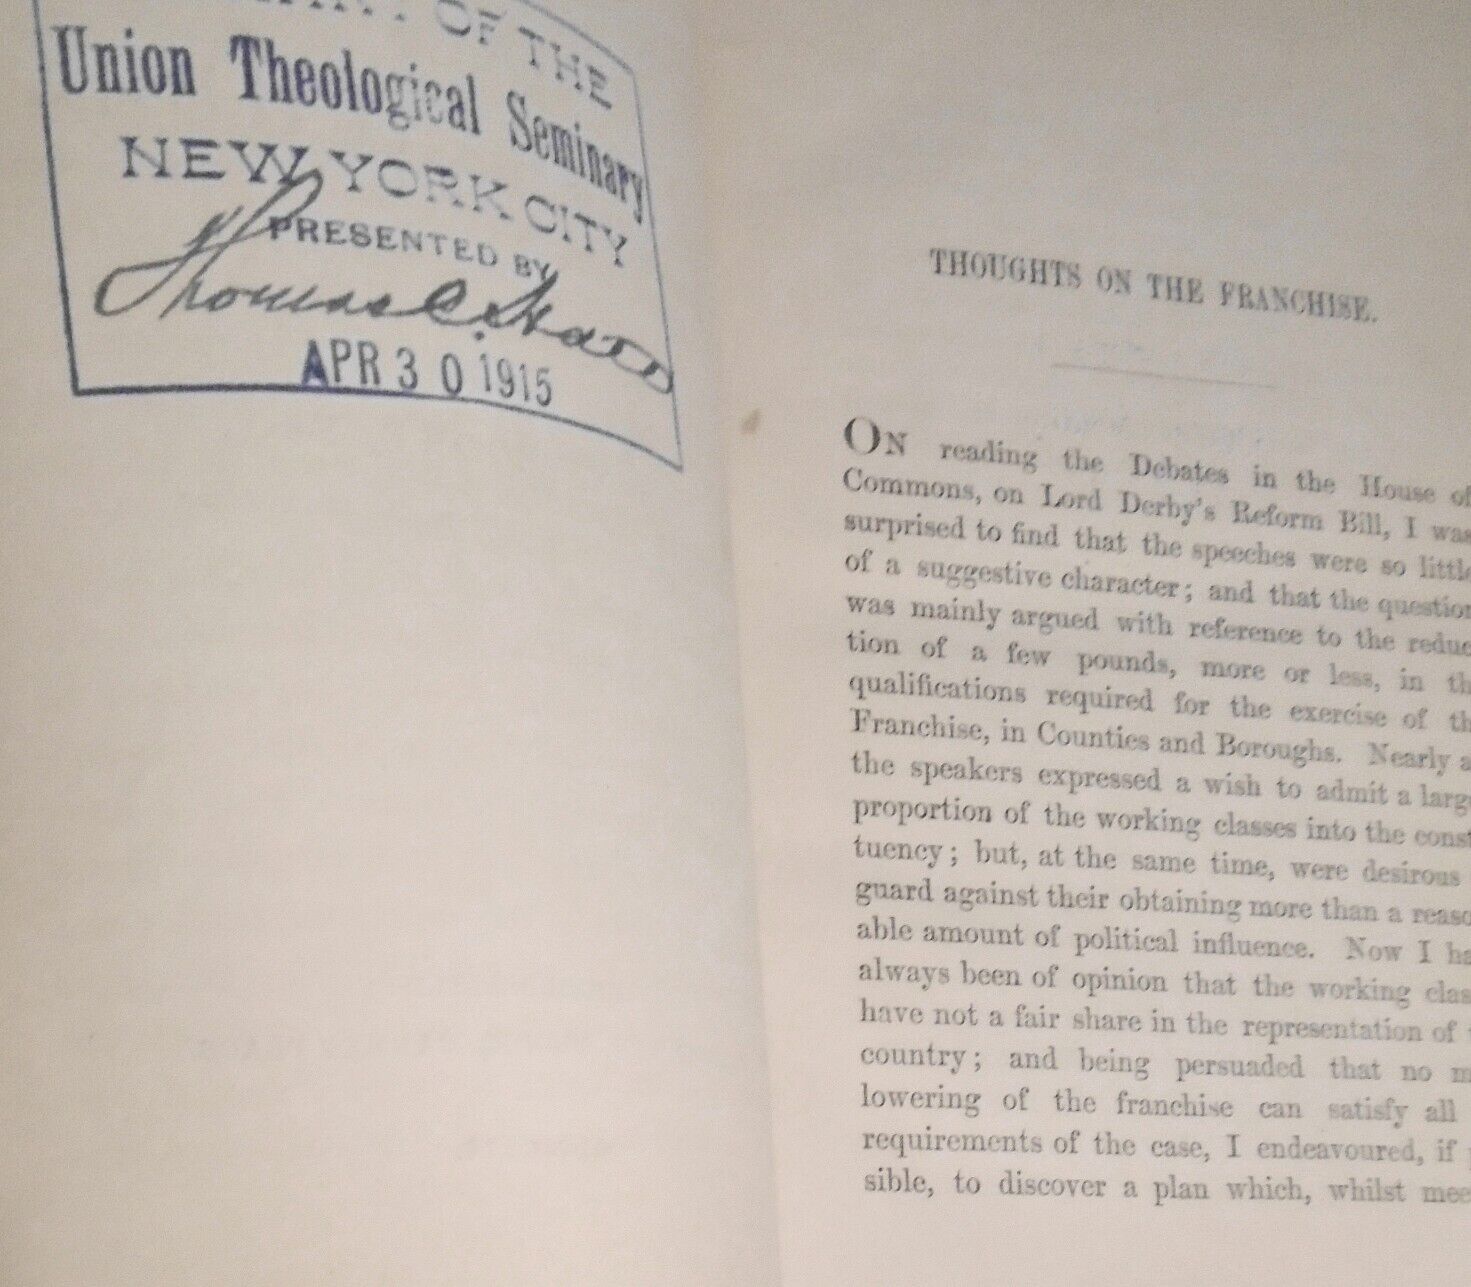 OF THE
Union Theological Seminary
NEW YORK CITY
PRESENTED BY
Thomas C. Hall
APR 30 1915
THOUGHTS ON THE FRANCHISE.
ON reading the Debates in the House of
Commons, on Lord Derby's Reform Bill, I was
surprised to find that the speeches were so little
of a suggestive character; and that the question
was mainly argued with reference to the reduc
tion of a few pounds, more or less, in th
qualifications required for the exercise of th
Franchise, in Counties and Boroughs. Nearly a
the speakers expressed a wish to admit a large
proportion of the working classes into the const
tuency; but, at the same time, were desirous
guard against their obtaining more than a reaso
able amount of political influence. Now I ha
always been of opinion that the working clas
have not a fair share in the representation of
country; and being persuaded that no m
lowering of the franchise can satisfy all
requirements of the case, I endeavoured, if
sible, to discover a plan which, whilst mee